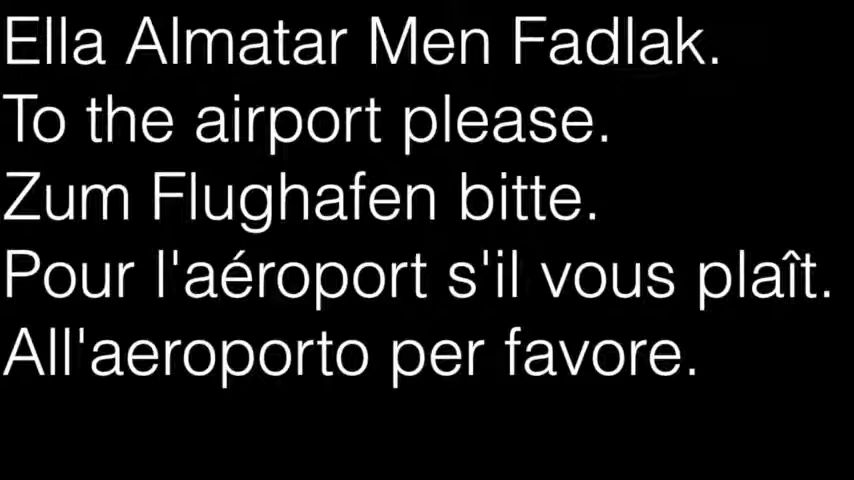 Ella Almatar Men Fadlak.
To the airport please.
Zum Flughafen bitte.
Pour l'aéroport s'il vous plaît.
All'aeroporto per favore.